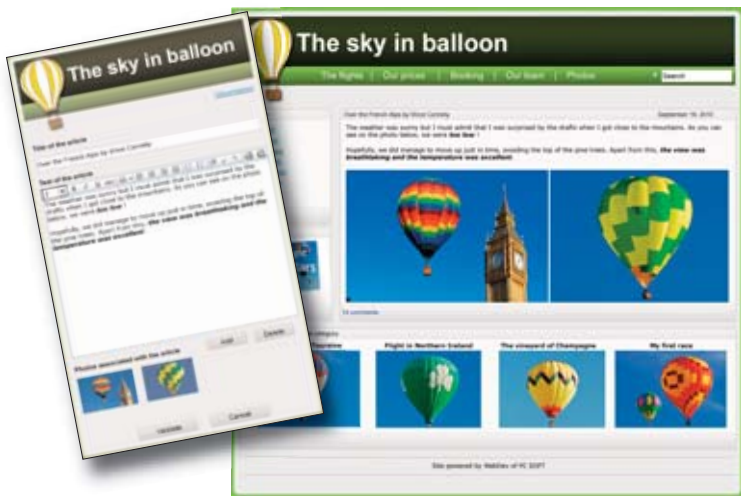 The sky in balloon
Title of the article
Over the French Alps by Vince Connelly
Text of the article
The weather was sunny but I must admit that I was surprised by the
drafts when I got close to the mountains. As you can see on the photo
below, we were too low !
Hopefully, we did manage to move up just in time, avoiding the top of
the pine trees. Apart from this, the view was breathtaking and the
temperature was excellent!
Add Delete
Photos associated with the article
Validate Cancel
The sky in balloon
The flights | Our prices | Booking | Our team | Photos
Search
Over the French Alps by Vince Connelly
September 19, 2010
The weather was sunny but I must admit that I was surprised by the drafts when I got close to the mountains. As you can
see on the photo below, we were too low !
Hopefully, we did manage to move up just in time, avoiding the top of the pine trees. Apart from this, the view was
breathtaking and the temperature was excellent!
comments
category
Touraine
Flight in Northern Ireland
The vineyard of Champagne
My first race
Site powered by WebDev of PC SOFT